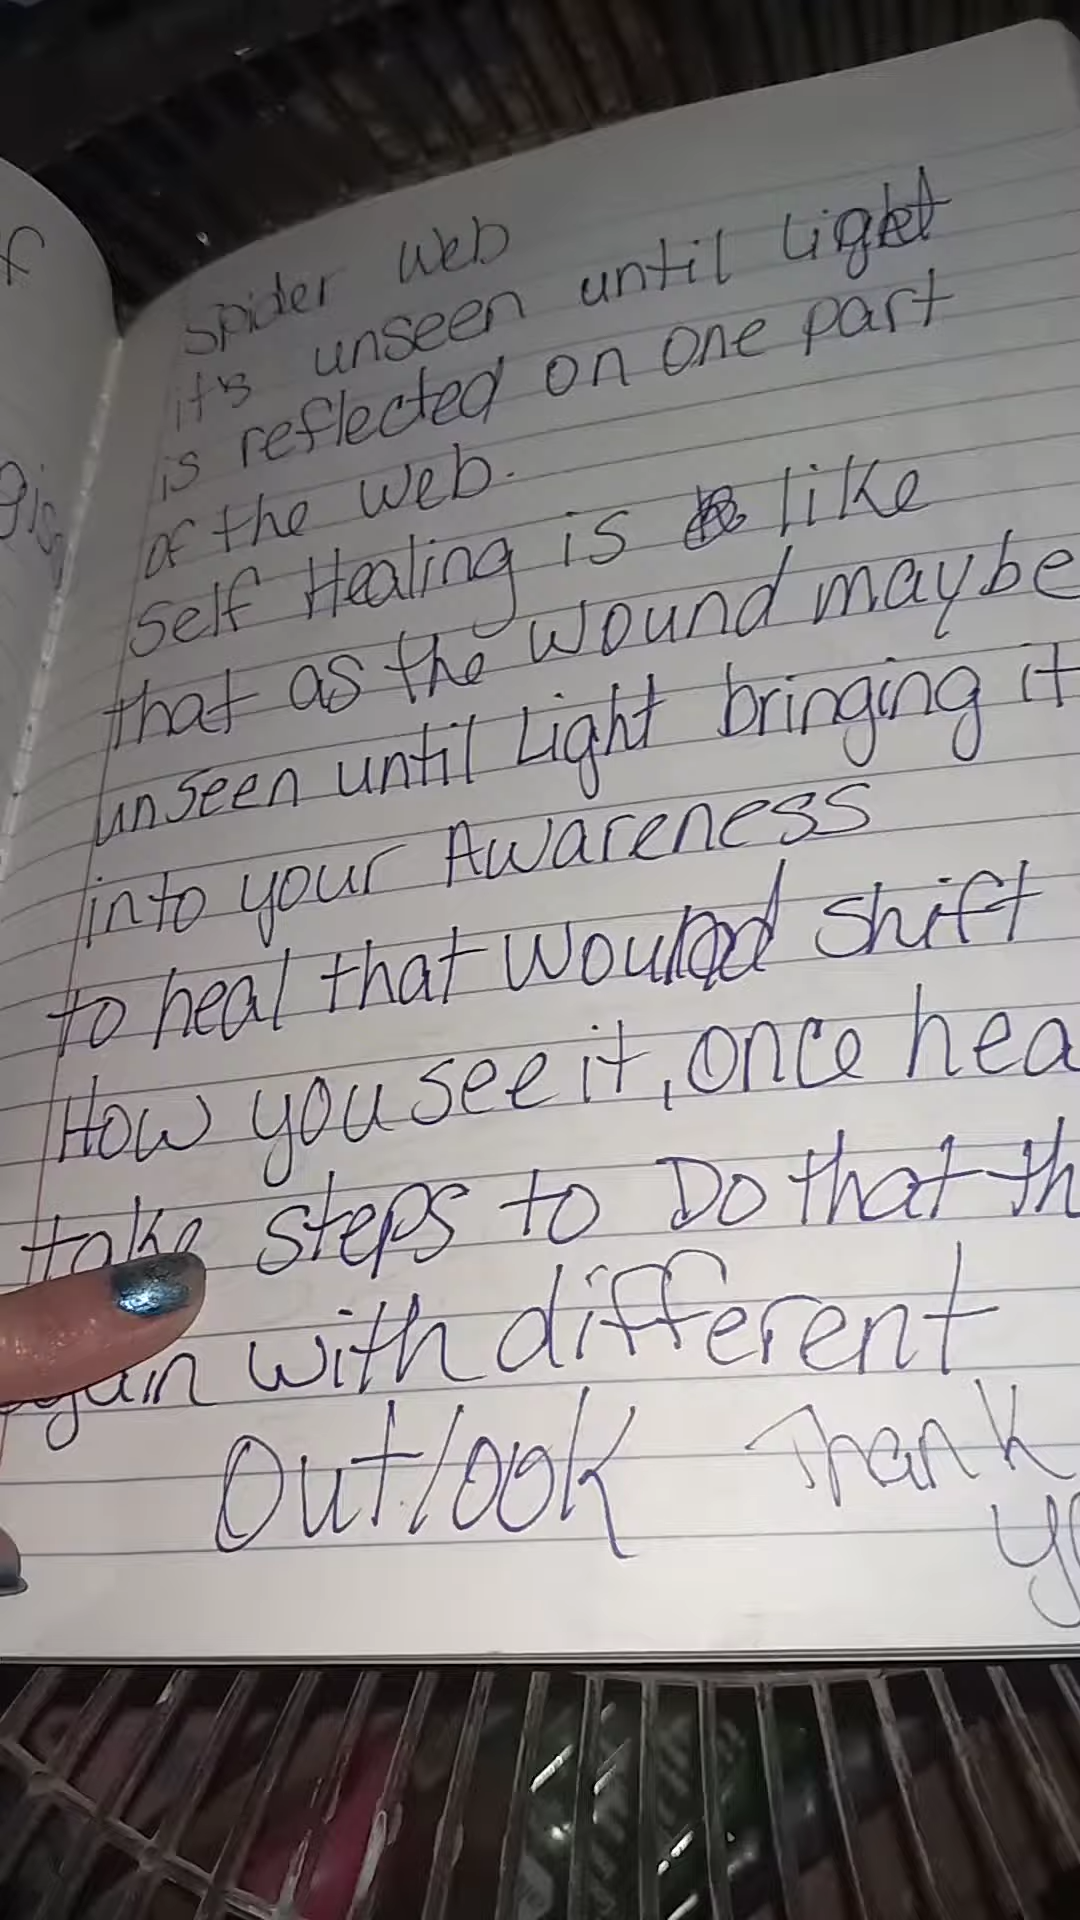 Spider Web
it's unseen until Light
is reflected on one part
of the web.
Self Healing is like
that as the wound maybe
unseen until Light bringing it
into your Awareness
to heal that wound shift
How you see it, once hea
take steps to Do that th
with different
Outlook Thank